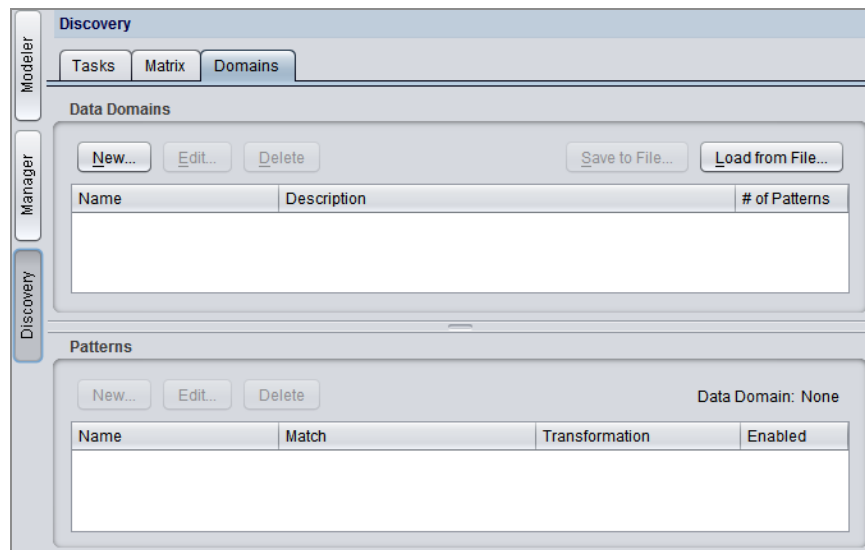 Modeler
Manager
Discovery
Discovery
Tasks Matrix Domains
Data Domains
New... Edit... Delete Save to File... Load from File...
Name Description # of Patterns
Patterns
New... Edit... Delete Data Domain: None
Name Match Transformation Enabled